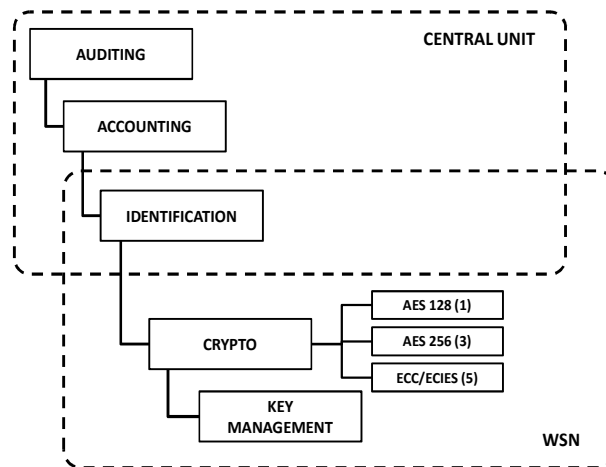 CENTRAL UNIT
AUDITING
ACCOUNTING
IDENTIFICATION
AES 128 (1)
CRYPTO
AES 256 (3)
ECC/ECIES (5)
KEY
MANAGEMENT
WSN